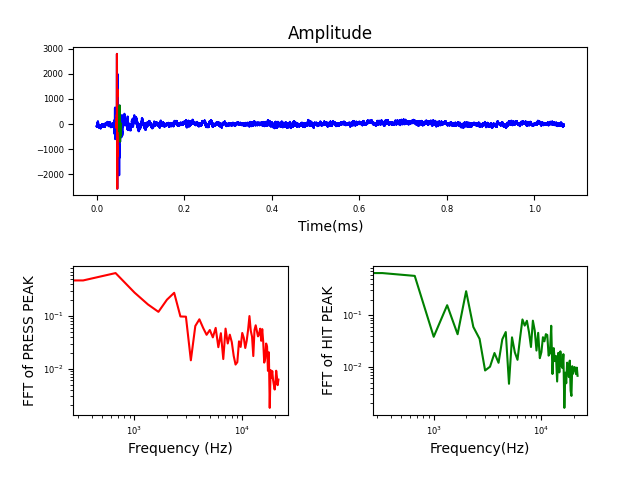 Amplitude
3000
2000
1000
0
−1000
−2000
0.0 0.2 0.4 0.6 0.8 1.0
Time(ms)
FFT of PRESS PEAK
10⁻¹
10⁻²
10³ 10⁴
Frequency (Hz)
FFT of HIT PEAK
10⁻¹
10⁻²
10³ 10⁴
Frequency(Hz)